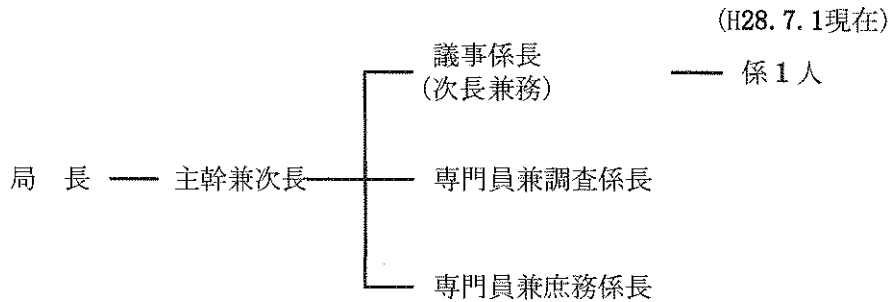 (H28.7.1現在)
議事係長
(次長兼務)
係1人
局 長
主幹兼次長
専門員兼調査係長
専門員兼庶務係長